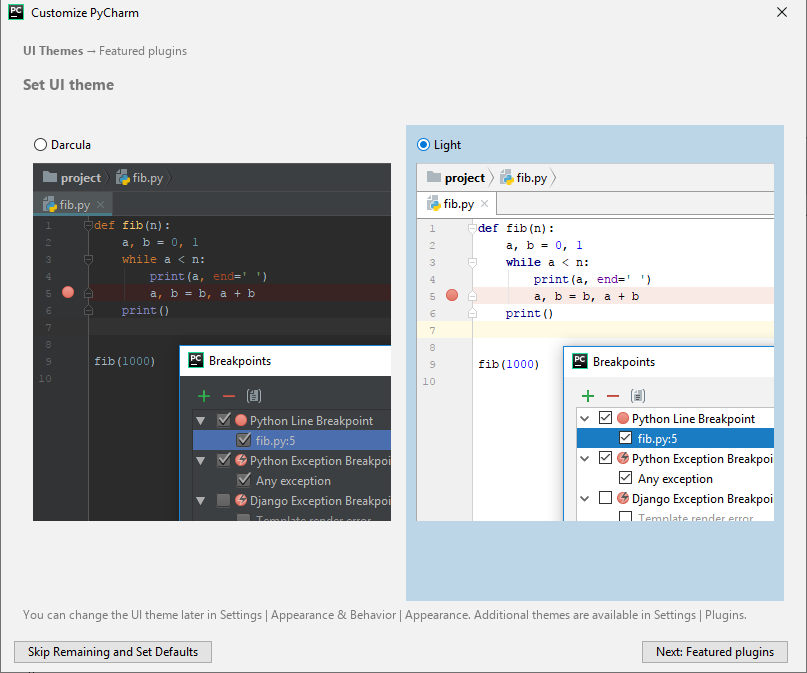 PC Customize PyCharm
UI Themes → Featured plugins
Set UI theme
Darcula
project fib.py
fib.py
1 def fib(n):
2 a, b = 0, 1
3 while a < n:
4 print(a, end=' ')
5 a, b = b, a + b
6 print()
7
8
9 fib(1000)
10
PC Breakpoints
Python Line Breakpoint
fib.py:5
Python Exception Breakpoi
Any exception
Django Exception Breakpoi
Template render error
Light
project fib.py
fib.py
1 def fib(n):
2 a, b = 0, 1
3 while a < n:
4 print(a, end=' ')
5 a, b = b, a + b
6 print()
7
8
9 fib(1000)
10
PC Breakpoints
Python Line Breakpoint
fib.py:5
Python Exception Breakpoi
Any exception
Django Exception Breakpoi
Template render error
You can change the UI theme later in Settings | Appearance & Behavior | Appearance. Additional themes are available in Settings | Plugins.
Skip Remaining and Set Defaults
Next: Featured plugins